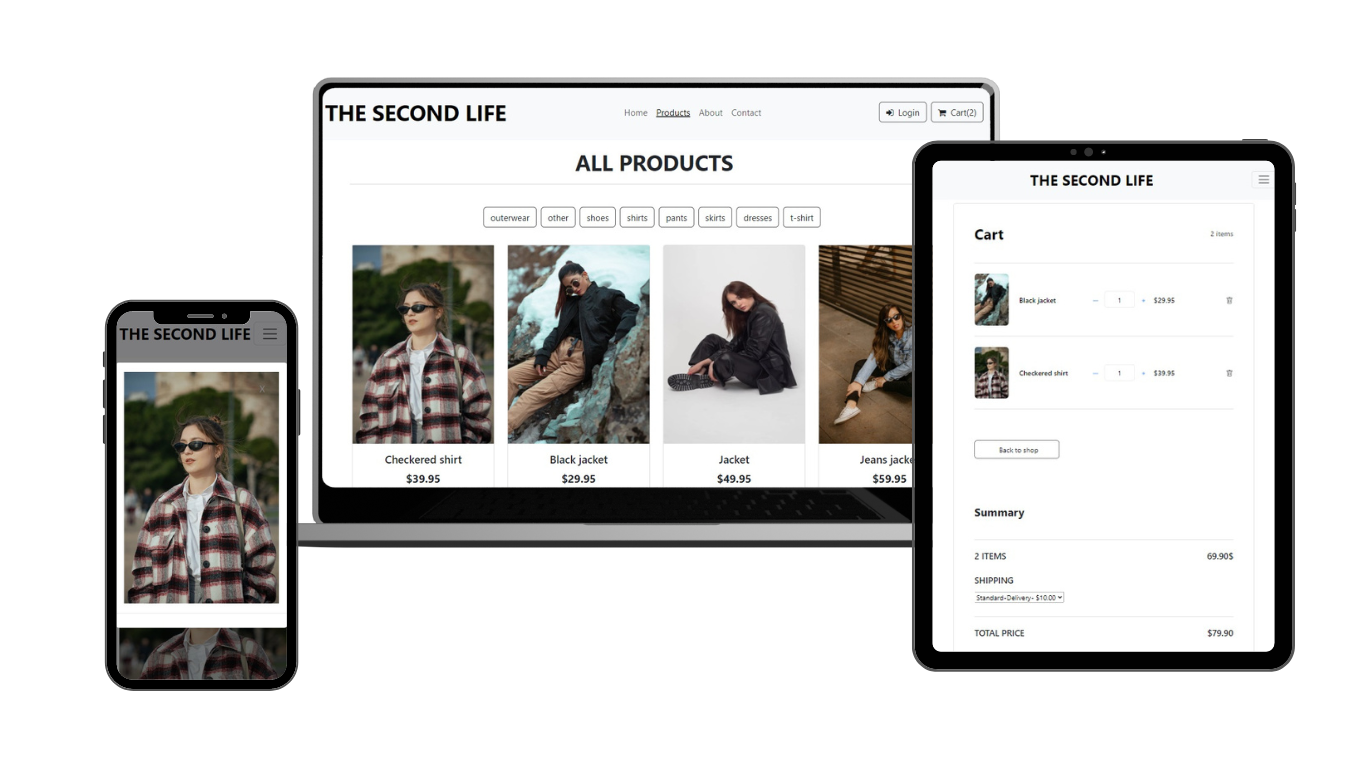 THE SECOND LIFE
Home Products About Contact
Login Cart(2)
ALL PRODUCTS
outerwear other shoes shirts pants skirts dresses t-shirt
Checkered shirt Black jacket Jacket Jeans jacke
$39.95 $29.95 $49.95 $59.95
THE SECOND LIFE
THE SECOND LIFE
Cart 2 items
Black jacket 1 + $29.95
Checkered shirt 1 + $39.95
Back to shop
Summary
2 ITEMS 69.90$
SHIPPING
Standard-Delivery- $10.00
TOTAL PRICE $79.90